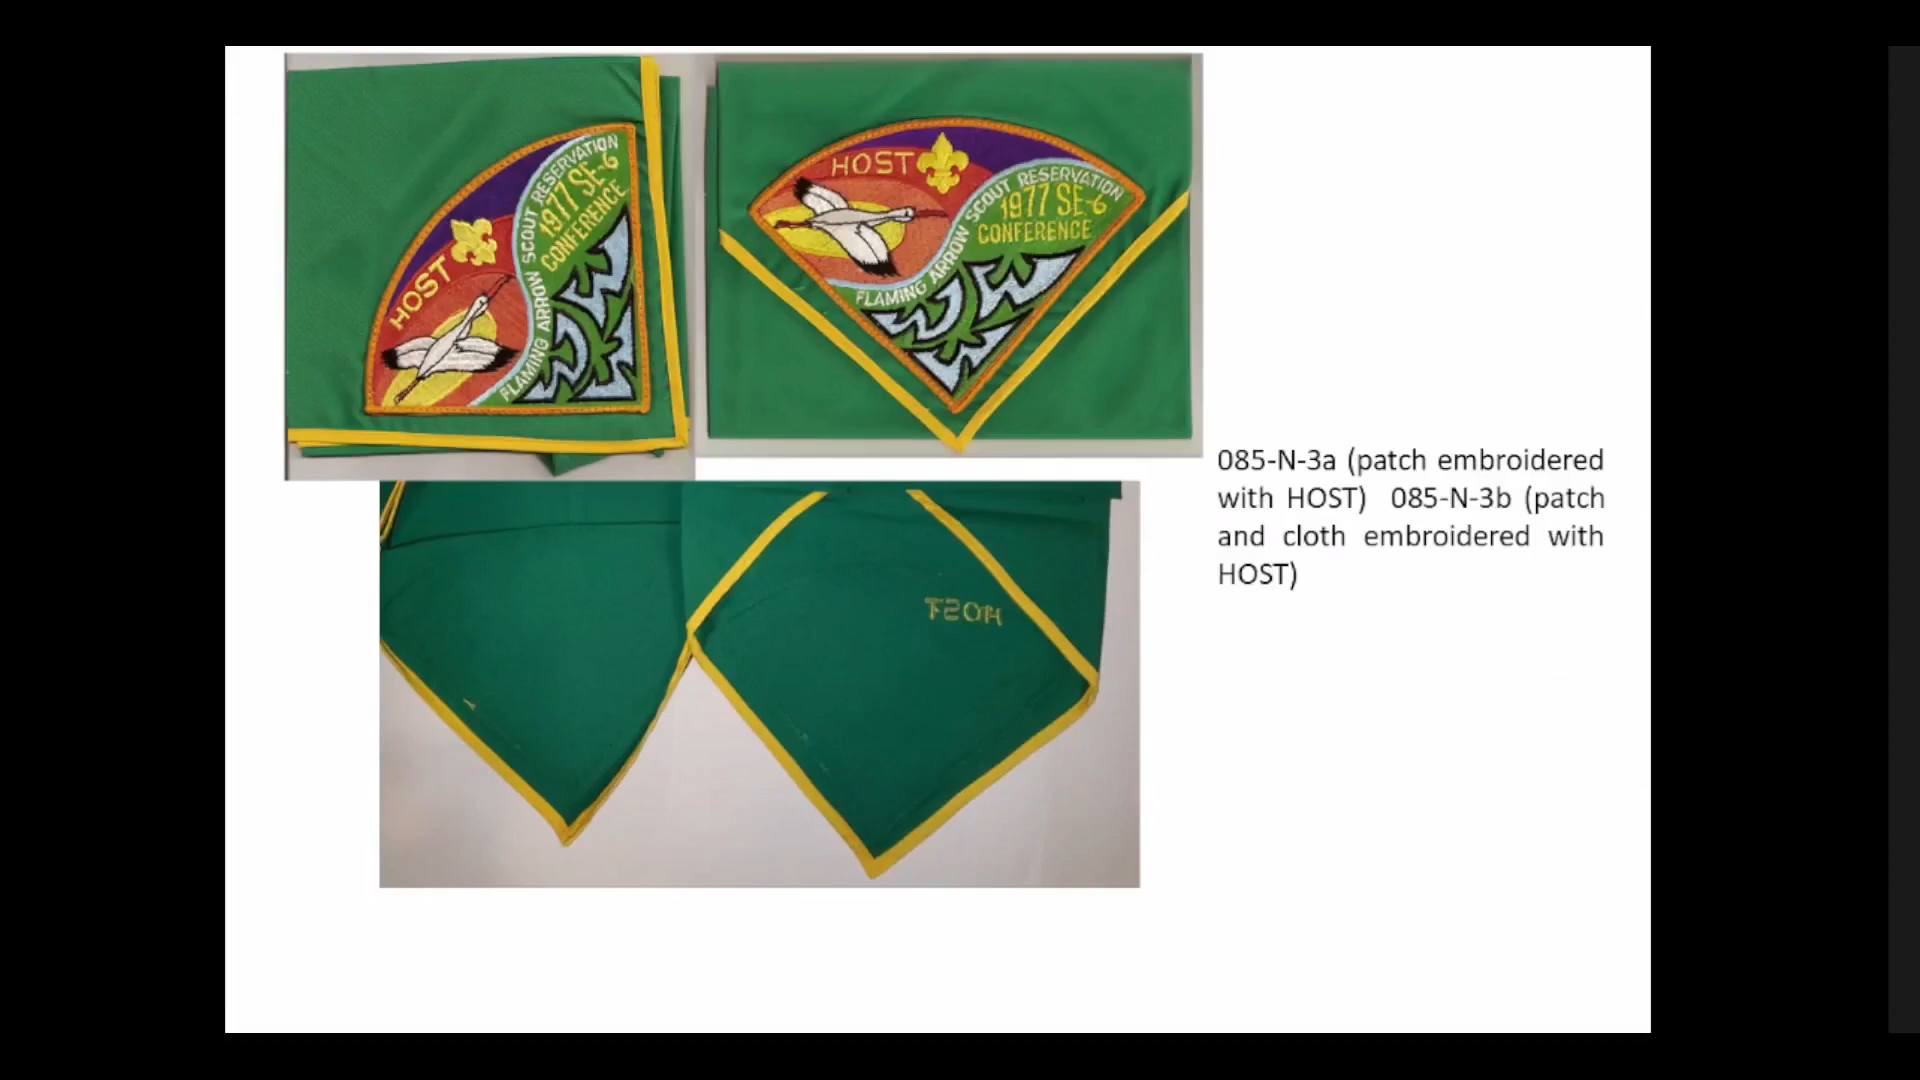 HOST
FLAMING ARROW SCOUT RESERVATION
1977 SE-6
CONFERENCE
HOST
FLAMING ARROW SCOUT RESERVATION
1977 SE-6
CONFERENCE
085-N-3a (patch embroidered
with HOST) 085-N-3b (patch
and cloth embroidered with
HOST)
HOST